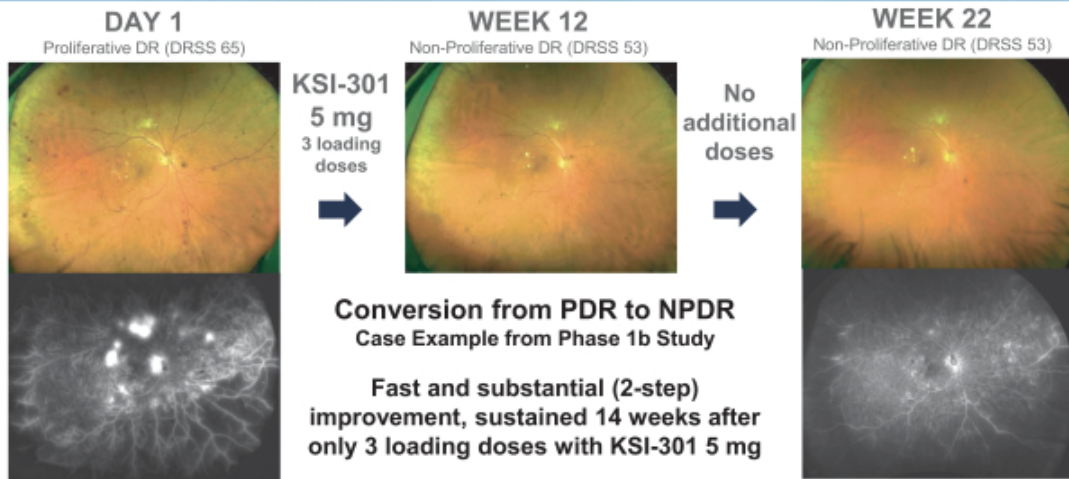 DAY 1
Proliferative DR (DRSS 65)
KSI-301
5 mg
3 loading
doses
WEEK 12
Non-Proliferative DR (DRSS 53)
No
additional
doses
WEEK 22
Non-Proliferative DR (DRSS 53)
Conversion from PDR to NPDR
Case Example from Phase 1b Study
Fast and substantial (2-step)
improvement, sustained 14 weeks after
only 3 loading doses with KSI-301 5 mg